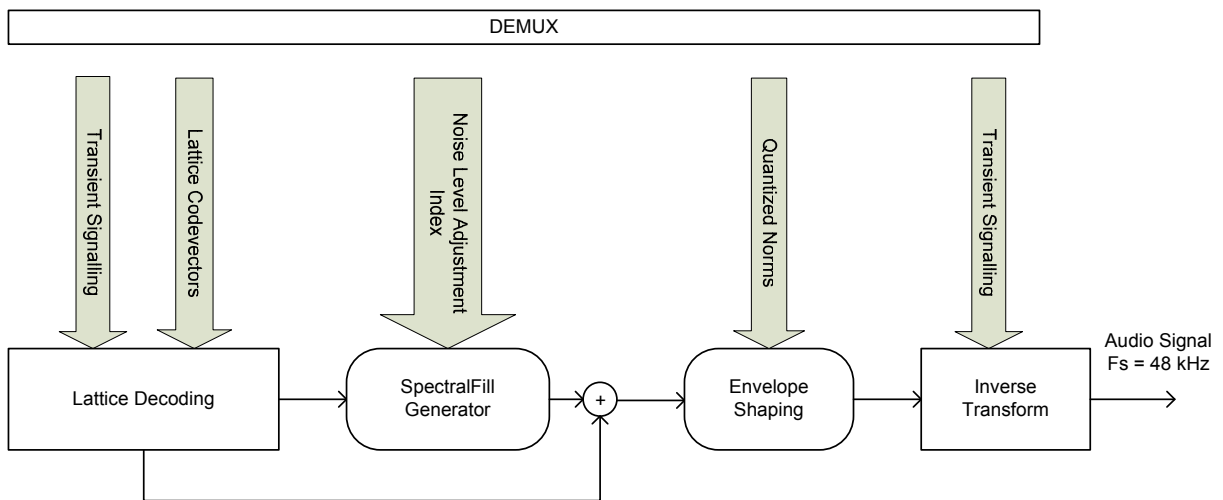 DEMUX
Transient Signalling
Lattice Codevectors
Noise Level Adjustment
Index
Quantized Norms
Transient Signalling
Audio Signal
Fs = 48 kHz
Lattice Decoding
SpectralFill
Generator
+
Envelope
Shaping
Inverse
Transform